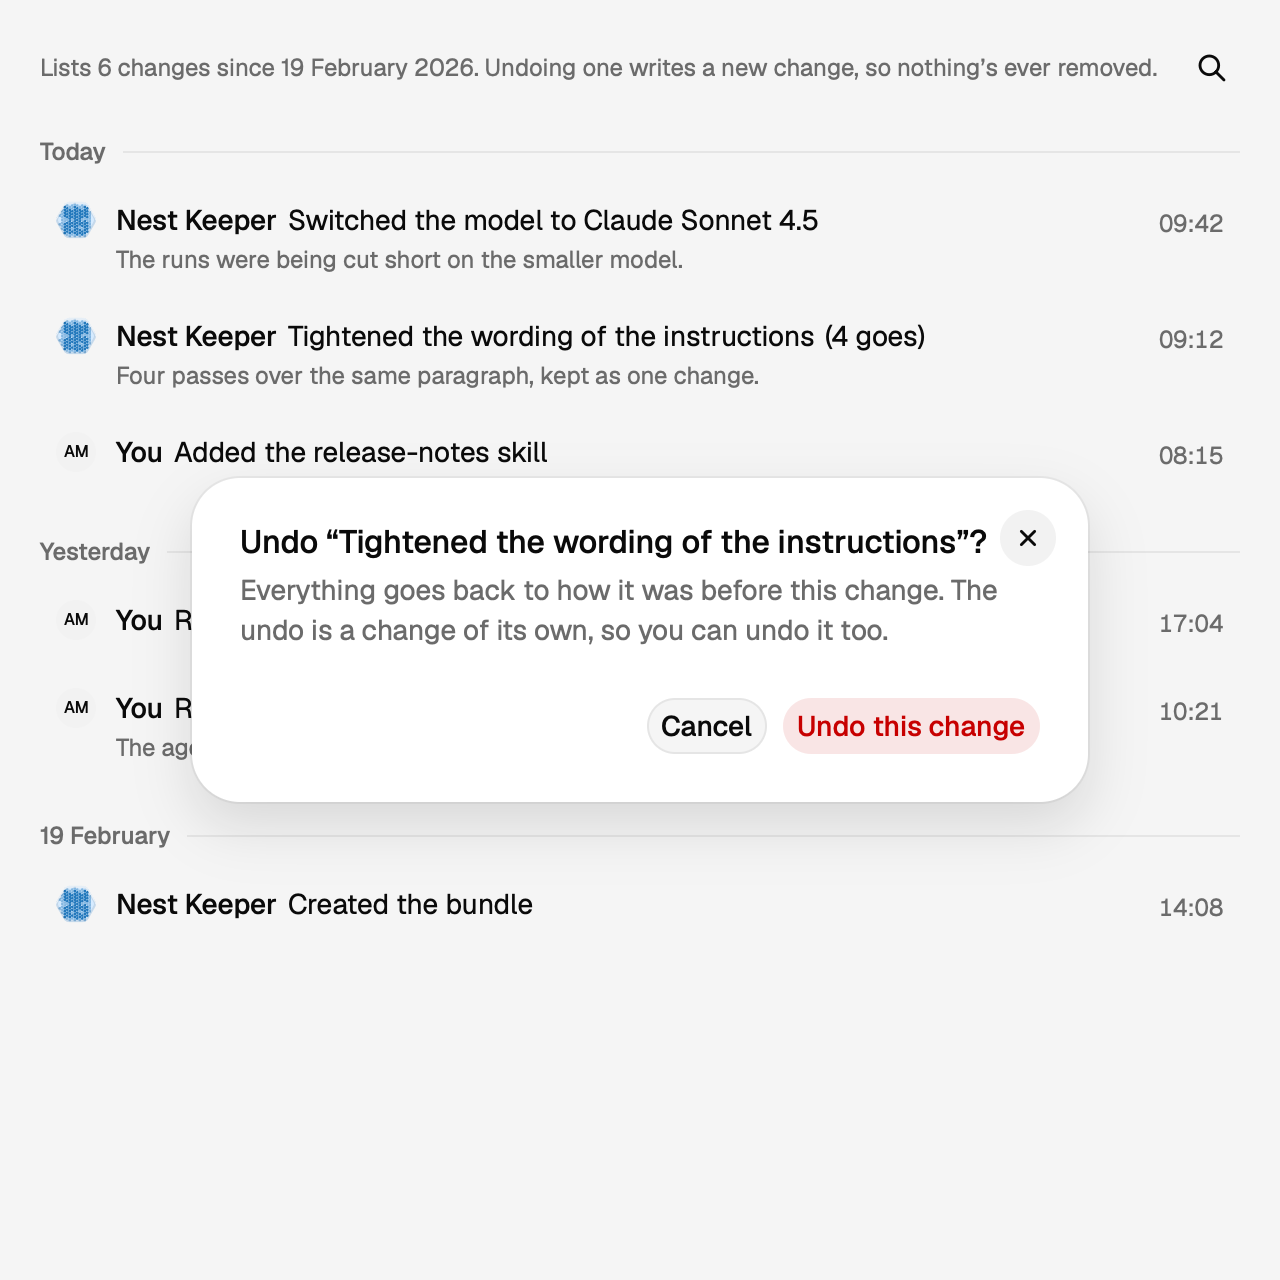 Lists 6 changes since 19 February 2026. Undoing one writes a new change, so nothing’s ever removed.
Today
Nest Keeper Switched the model to Claude Sonnet 4.5 09:42
The runs were being cut short on the smaller model.
Nest Keeper Tightened the wording of the instructions (4 goes) 09:12
Four passes over the same paragraph, kept as one change.
AM You Added the release-notes skill 08:15
Yesterday
AM You 17:04
AM You 10:21
The
Undo “Tightened the wording of the instructions”?
Everything goes back to how it was before this change. The
undo is a change of its own, so you can undo it too.
Cancel Undo this change
19 February
Nest Keeper Created the bundle 14:08